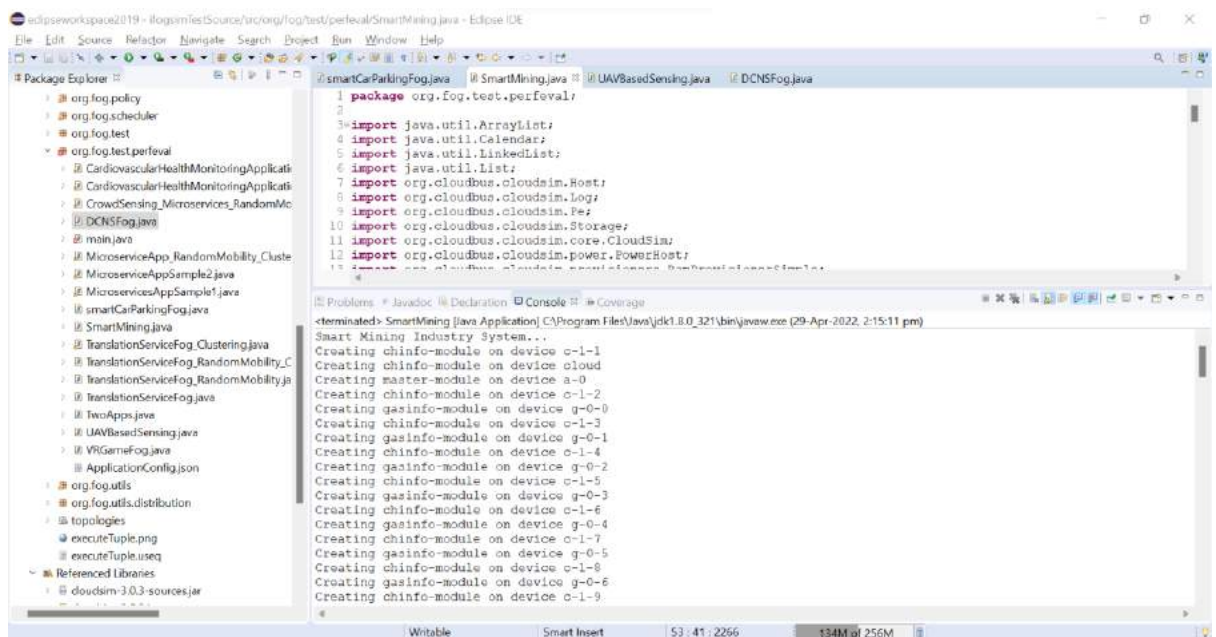 eclipseworkspace2019 - ifogsimTestSource/src/org/fog/test/perfeval/SmartMining.java - Eclipse IDE
File Edit Source Refactor Navigate Search Project Run Window Help
Package Explorer
org.fog.policy
org.fog.scheduler
org.fog.test
org.fog.test.perfeval
CardiovascularHealthMonitoringApplicati
CardiovascularHealthMonitoringApplicati
CrowdSensing_Microservices_RandomMo
DCNSFog.java
main.java
MicroserviceApp_RandomMobility_Cluste
MicroserviceAppSample2.java
MicroservicesAppSample1.java
smartCarParkingFog.java
SmartMining.java
TranslationServiceFog_Clustering.java
TranslationServiceFog_RandomMobility_C
TranslationServiceFog_RandomMobility.ja
TranslationServiceFog.java
TwoApps.java
UAVBasedSensing.java
VRGameFog.java
ApplicationConfig.json
org.fog.utils
org.fog.utils.distribution
topologies
executeTuple.png
executeTuple.useq
Referenced Libraries
cloudsim-3.0.3-sources.jar
smartCarParkingFog.java SmartMining.java UAVBasedSensing.java DCNSFog.java
1 package org.fog.test.perfeval;
2
3 import java.util.ArrayList;
4 import java.util.Calendar;
5 import java.util.LinkedList;
6 import java.util.List;
7 import org.cloudbus.cloudsim.Host;
8 import org.cloudbus.cloudsim.Log;
9 import org.cloudbus.cloudsim.Pe;
10 import org.cloudbus.cloudsim.Storage;
11 import org.cloudbus.cloudsim.core.CloudSim;
12 import org.cloudbus.cloudsim.power.PowerHost;
13 import org.cloudbus.cloudsim.provisioners.RamProvisionerSimple;
Problems Javadoc Declaration Console Coverage
<terminated> SmartMining [Java Application] C:\Program Files\Java\jdk1.8.0_321\bin\javaw.exe (29-Apr-2022, 2:15:11 pm)
Smart Mining Industry System...
Creating chinfo-module on device c-1-1
Creating chinfo-module on device cloud
Creating master-module on device a-0
Creating chinfo-module on device c-1-2
Creating gasinfo-module on device g-0-0
Creating chinfo-module on device c-1-3
Creating gasinfo-module on device g-0-1
Creating chinfo-module on device c-1-4
Creating gasinfo-module on device g-0-2
Creating chinfo-module on device c-1-5
Creating gasinfo-module on device g-0-3
Creating chinfo-module on device c-1-6
Creating gasinfo-module on device g-0-4
Creating chinfo-module on device c-1-7
Creating gasinfo-module on device g-0-5
Creating chinfo-module on device c-1-8
Creating gasinfo-module on device g-0-6
Creating chinfo-module on device c-1-9
Writable Smart Insert 53 : 41 : 2266 134M of 256M